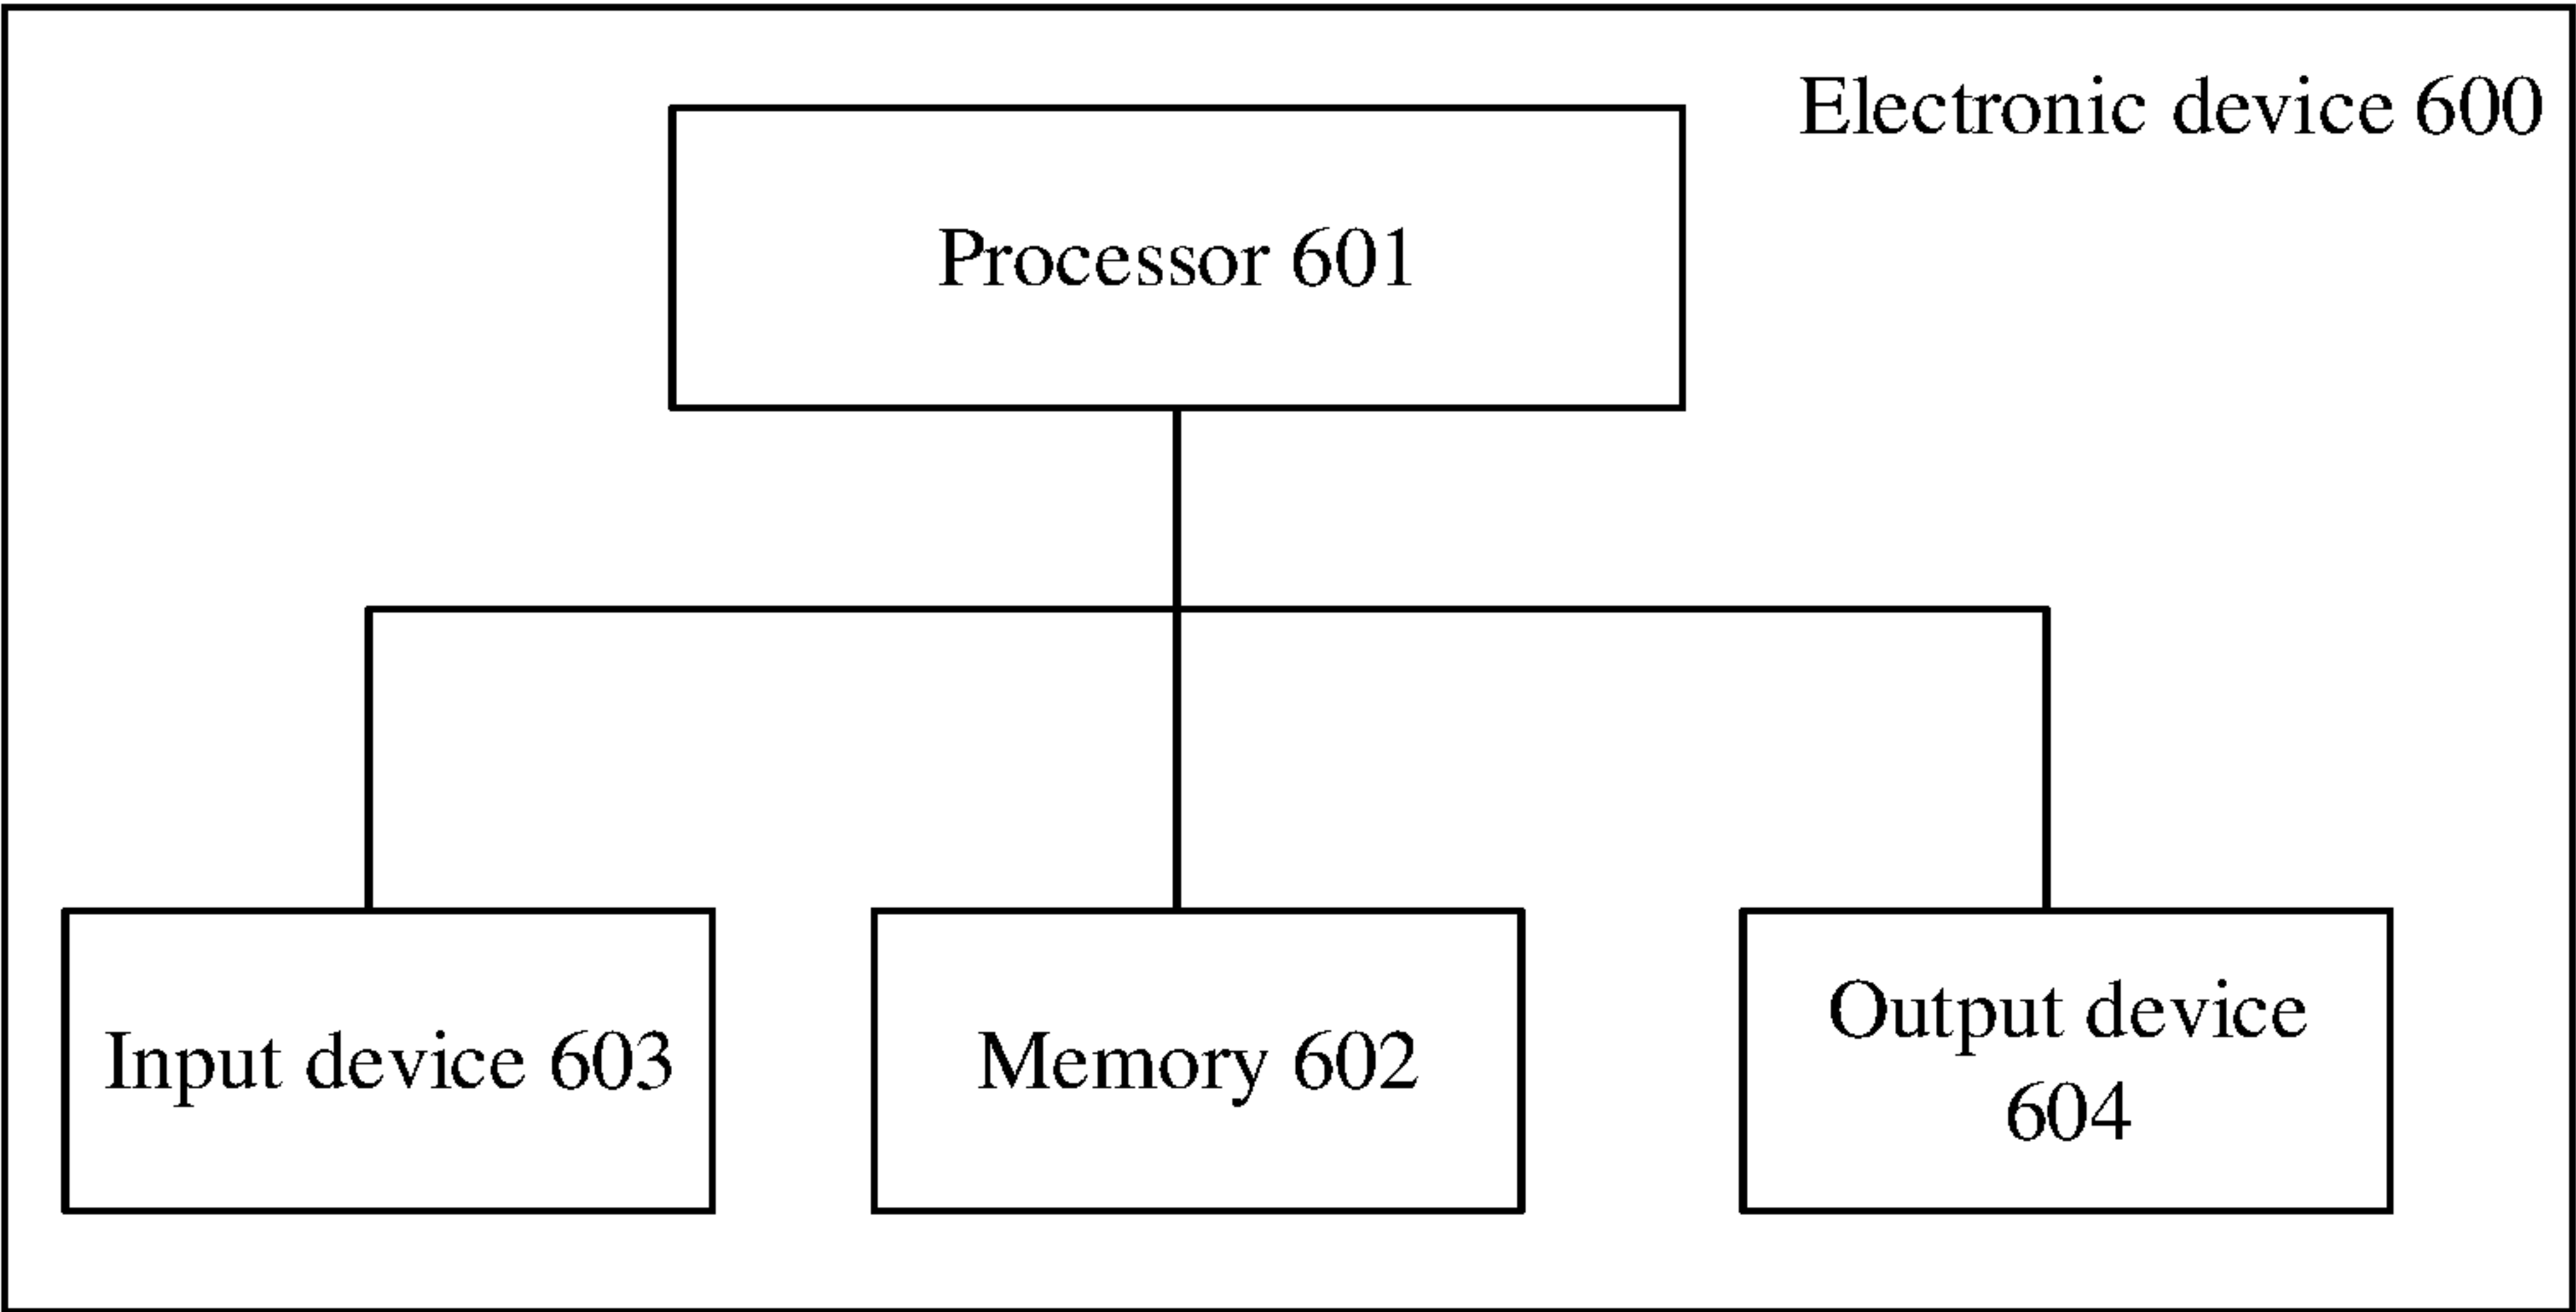 Electronic device 600
Processor 601
Input device 603
Memory 602
Output device
604